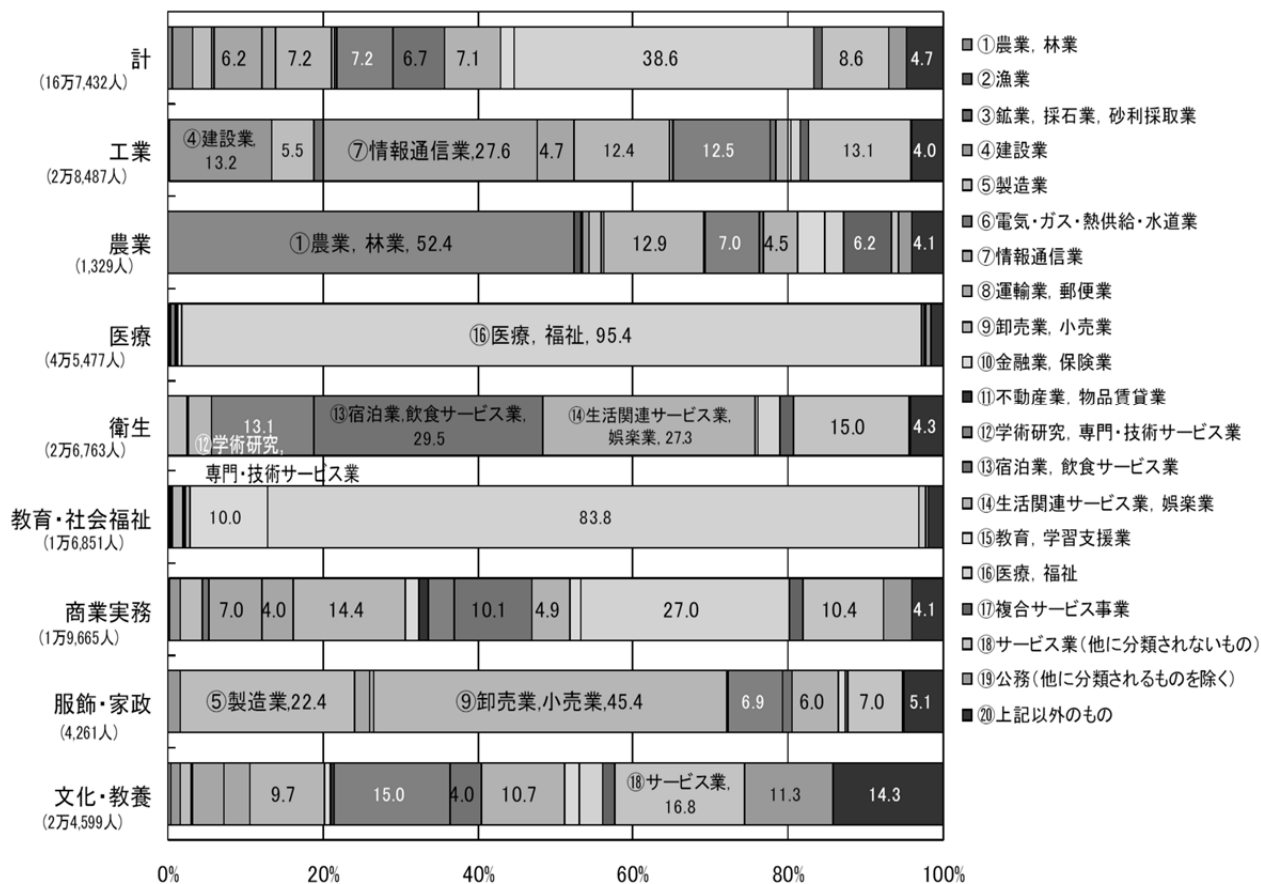 計
(16万7,432人)
6.2 7.2 7.2 6.7 7.1 38.6 8.6 4.7
工業
(2万8,487人)
④建設業, 13.2 5.5 ⑦情報通信業,27.6 4.7 12.4 12.5 13.1 4.0
農業
(1,329人)
①農業, 林業, 52.4 12.9 7.0 4.5 6.2 4.1
医療
(4万5,477人)
⑯医療, 福祉, 95.4
衛生
(2万6,763人)
13.1
⑫学術研究,
専門・技術サービス業
⑬宿泊業,飲食サービス業,
29.5
⑭生活関連サービス業,
娯楽業, 27.3
15.0 4.3
教育・社会福祉
(1万6,851人)
10.0 83.8
商業実務
(1万9,665人)
7.0 4.0 14.4 10.1 4.9 27.0 10.4 4.1
服飾・家政
(4,261人)
⑤製造業,22.4 ⑨卸売業,小売業,45.4 6.9 6.0 7.0 5.1
文化・教養
(2万4,599人)
9.7 15.0 4.0 10.7 ⑱サービス業, 16.8 11.3 14.3
0% 20% 40% 60% 80% 100%
①農業, 林業
②漁業
③鉱業, 採石業, 砂利採取業
④建設業
⑤製造業
⑥電気・ガス・熱供給・水道業
⑦情報通信業
⑧運輸業, 郵便業
⑨卸売業, 小売業
⑩金融業, 保険業
⑪不動産業, 物品賃貸業
⑫学術研究, 専門・技術サービス業
⑬宿泊業, 飲食サービス業
⑭生活関連サービス業, 娯楽業
⑮教育, 学習支援業
⑯医療, 福祉
⑰複合サービス事業
⑱サービス業(他に分類されないもの)
⑲公務(他に分類されるものを除く)
⑳上記以外のもの